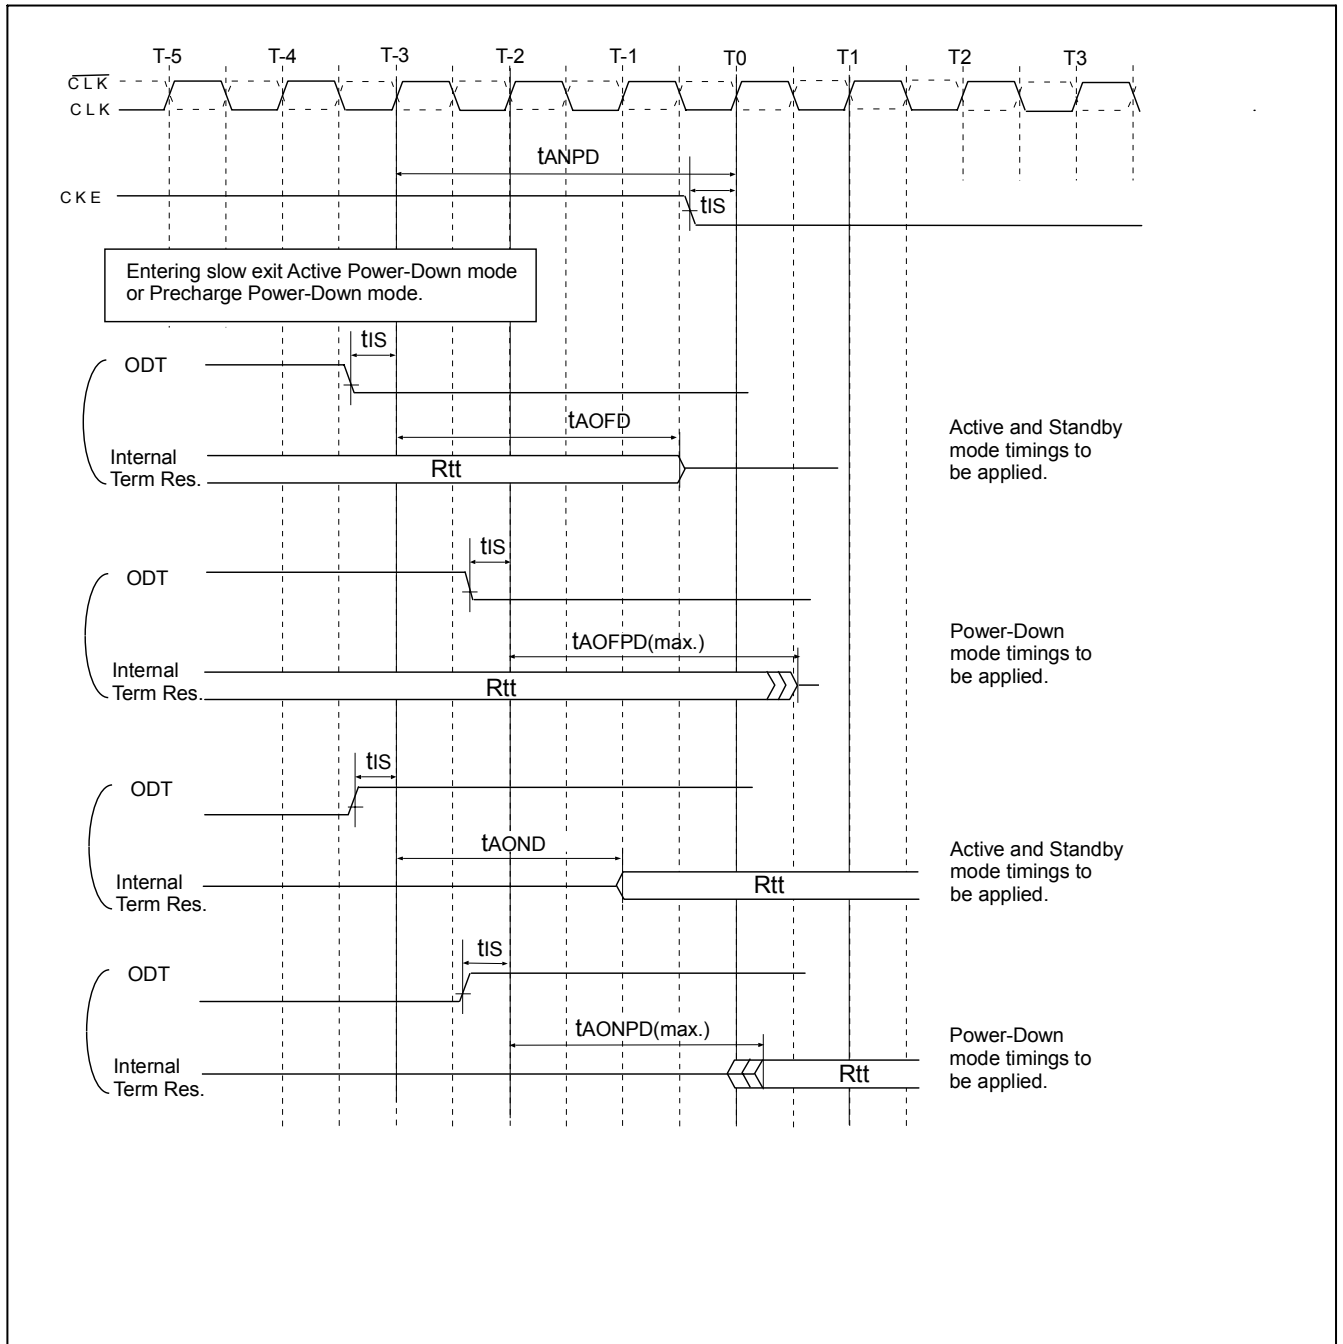 T-5 T-4 T-3 T-2 T-1 T0 T1 T2 T3
CLK
CLK
tANPD
CKE
tIS
Entering slow exit Active Power-Down mode
or Precharge Power-Down mode.
tIS
ODT
tAOFD
Internal
Term Res.
Rtt
Active and Standby
mode timings to
be applied.
tIS
ODT
tAOFPD(max.)
Internal
Term Res.
Rtt
Power-Down
mode timings to
be applied.
tIS
ODT
tAOND
Internal
Term Res.
Rtt
Active and Standby
mode timings to
be applied.
tIS
ODT
tAONPD(max.)
Internal
Term Res.
Rtt
Power-Down
mode timings to
be applied.